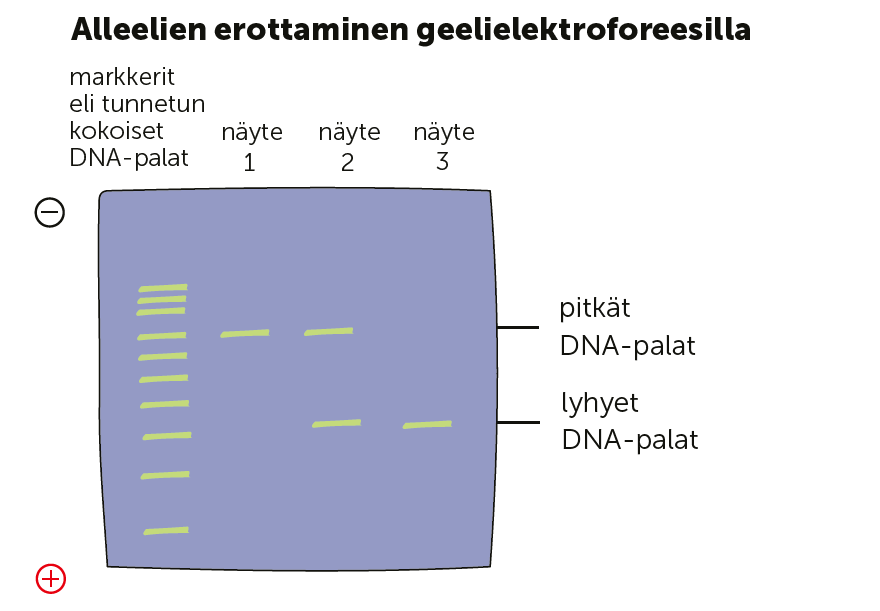 Alleelien erottaminen geelielektroforeesilla
markkerit
eli tunnetun
kokoiset
DNA-palat
näyte
1
näyte
2
näyte
3
−
pitkät
DNA-palat
lyhyet
DNA-palat
+